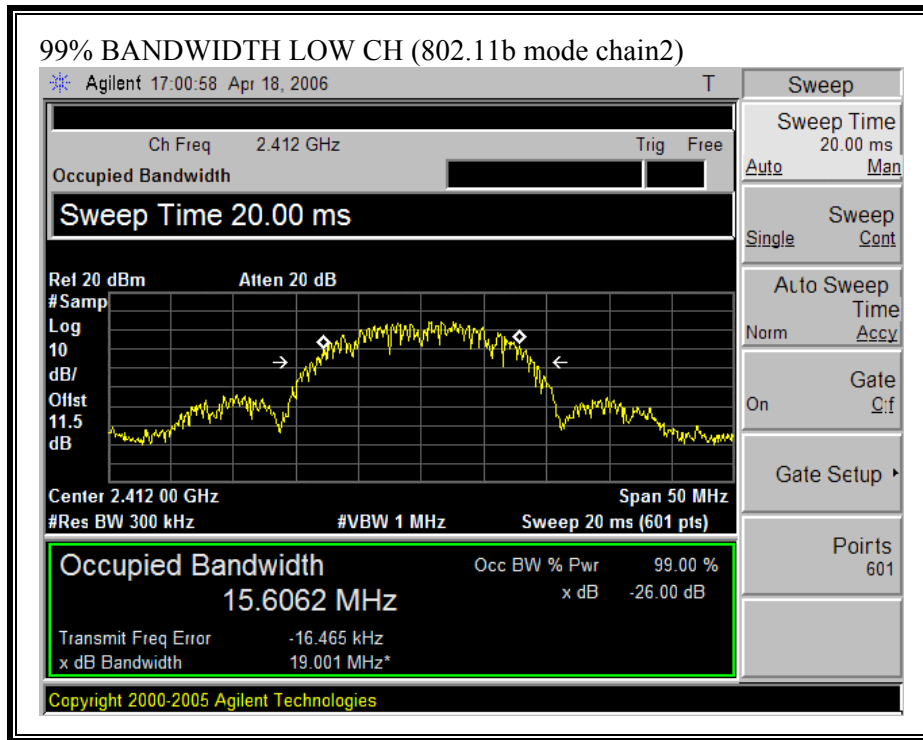 99% BANDWIDTH LOW CH (802.11b mode chain2)
Agilent 17:00:58 Apr 18, 2006 T
Sweep
Ch Freq 2.412 GHz Trig Free
Occupied Bandwidth
Sweep Time 20.00 ms
Sweep Time
20.00 ms
Auto Man
Sweep
Single Cont
Auto Sweep
Time
Norm Accy
Gate
On Off
Gate Setup
Points
601
Ref 20 dBm Atten 20 dB
#Samp
Log
10
dB/
Offst
11.5
dB
Center 2.412 00 GHz Span 50 MHz
#Res BW 300 kHz #VBW 1 MHz Sweep 20 ms (601 pts)
Occupied Bandwidth Occ BW % Pwr 99.00 %
15.6062 MHz x dB -26.00 dB
Transmit Freq Error -16.465 kHz
x dB Bandwidth 19.001 MHz*
Copyright 2000-2005 Agilent Technologies